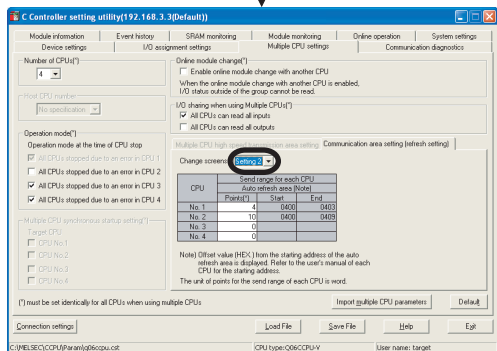 C Controller setting utility(192.168.3.3(Default))
Module information Event history SRAM monitoring Module monitoring Online operation System settings
Device settings I/O assignment settings Multiple CPU settings Communication diagnostics
Number of CPUs(*)
4
Host CPU number
No specification
Operation mode(*)
Operation mode at the time of CPU stop
All CPUs stopped due to an error in CPU 1
All CPUs stopped due to an error in CPU 2
All CPUs stopped due to an error in CPU 3
All CPUs stopped due to an error in CPU 4
Multiple CPU synchronous startup setting(*)
Target CPU
CPU No.1
CPU No.2
CPU No.3
CPU No.4
Online module change(*)
Enable online module change with another CPU
When the online module change with another CPU is enabled,
I/O status outside of the group cannot be read.
I/O sharing when using Multiple CPUs(*)
All CPUs can read all inputs
All CPUs can read all outputs
Multiple CPU high speed transmission area setting Communication area setting (refresh setting)
Change screens Setting 2
CPU Send range for each CPU
Auto refresh area (Note)
Points(*) Start End
No. 1 4 0400 0403
No. 2 10 0400 0409
No. 3 0
No. 4 0
Note) Offset value (HEX.) from the starting address of the auto
refresh area is displayed. Refer to the user's manual of each
CPU for the starting address.
The unit of points for the send range of each CPU is word.
(*) must be set identically for all CPUs when using multiple CPUs
Import multiple CPU parameters Default
Connection settings Load File Save File Help Exit
C:\MELSEC\CCPU\Param\q06ccpu.cst CPU type:Q06CCPU-V User name: target